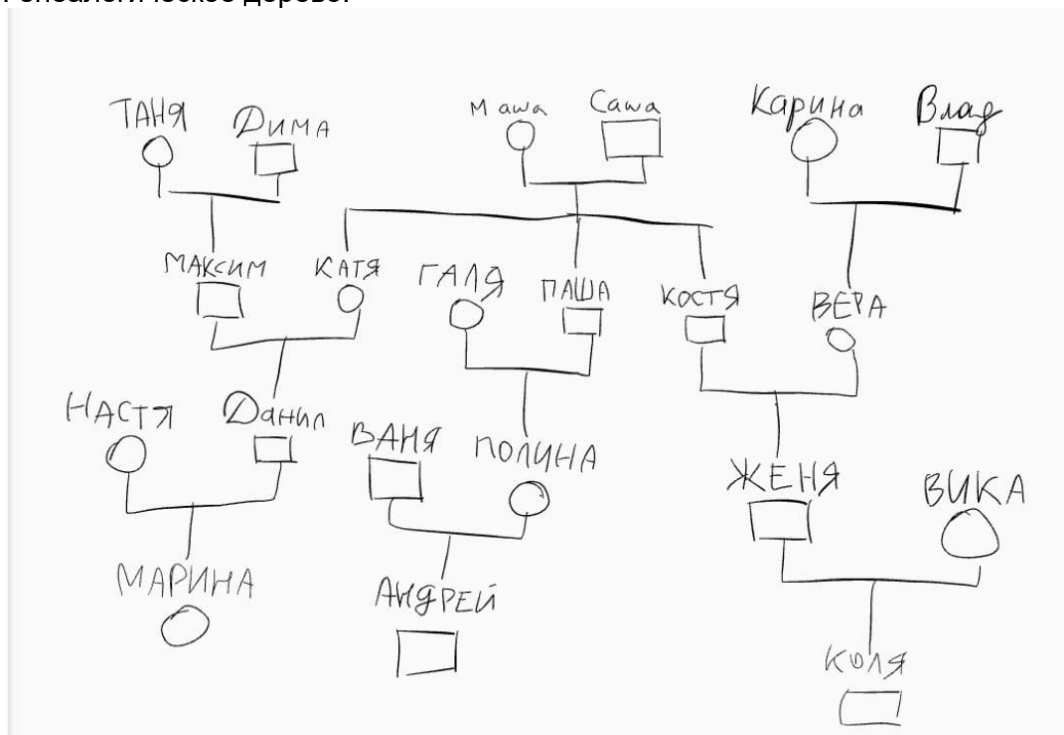 Генеалогическое дерево.
ТАНЯ ДИМА Маша Саша Карина Влад
МАКСИМ КАТЯ ГАЛЯ ПАША КОСТЯ ВЕРА
НАСТЯ Данил ВАНЯ ПОЛИНА ЖЕНЯ ВИКА
МАРИНА АНДРЕЙ КОЛЯ